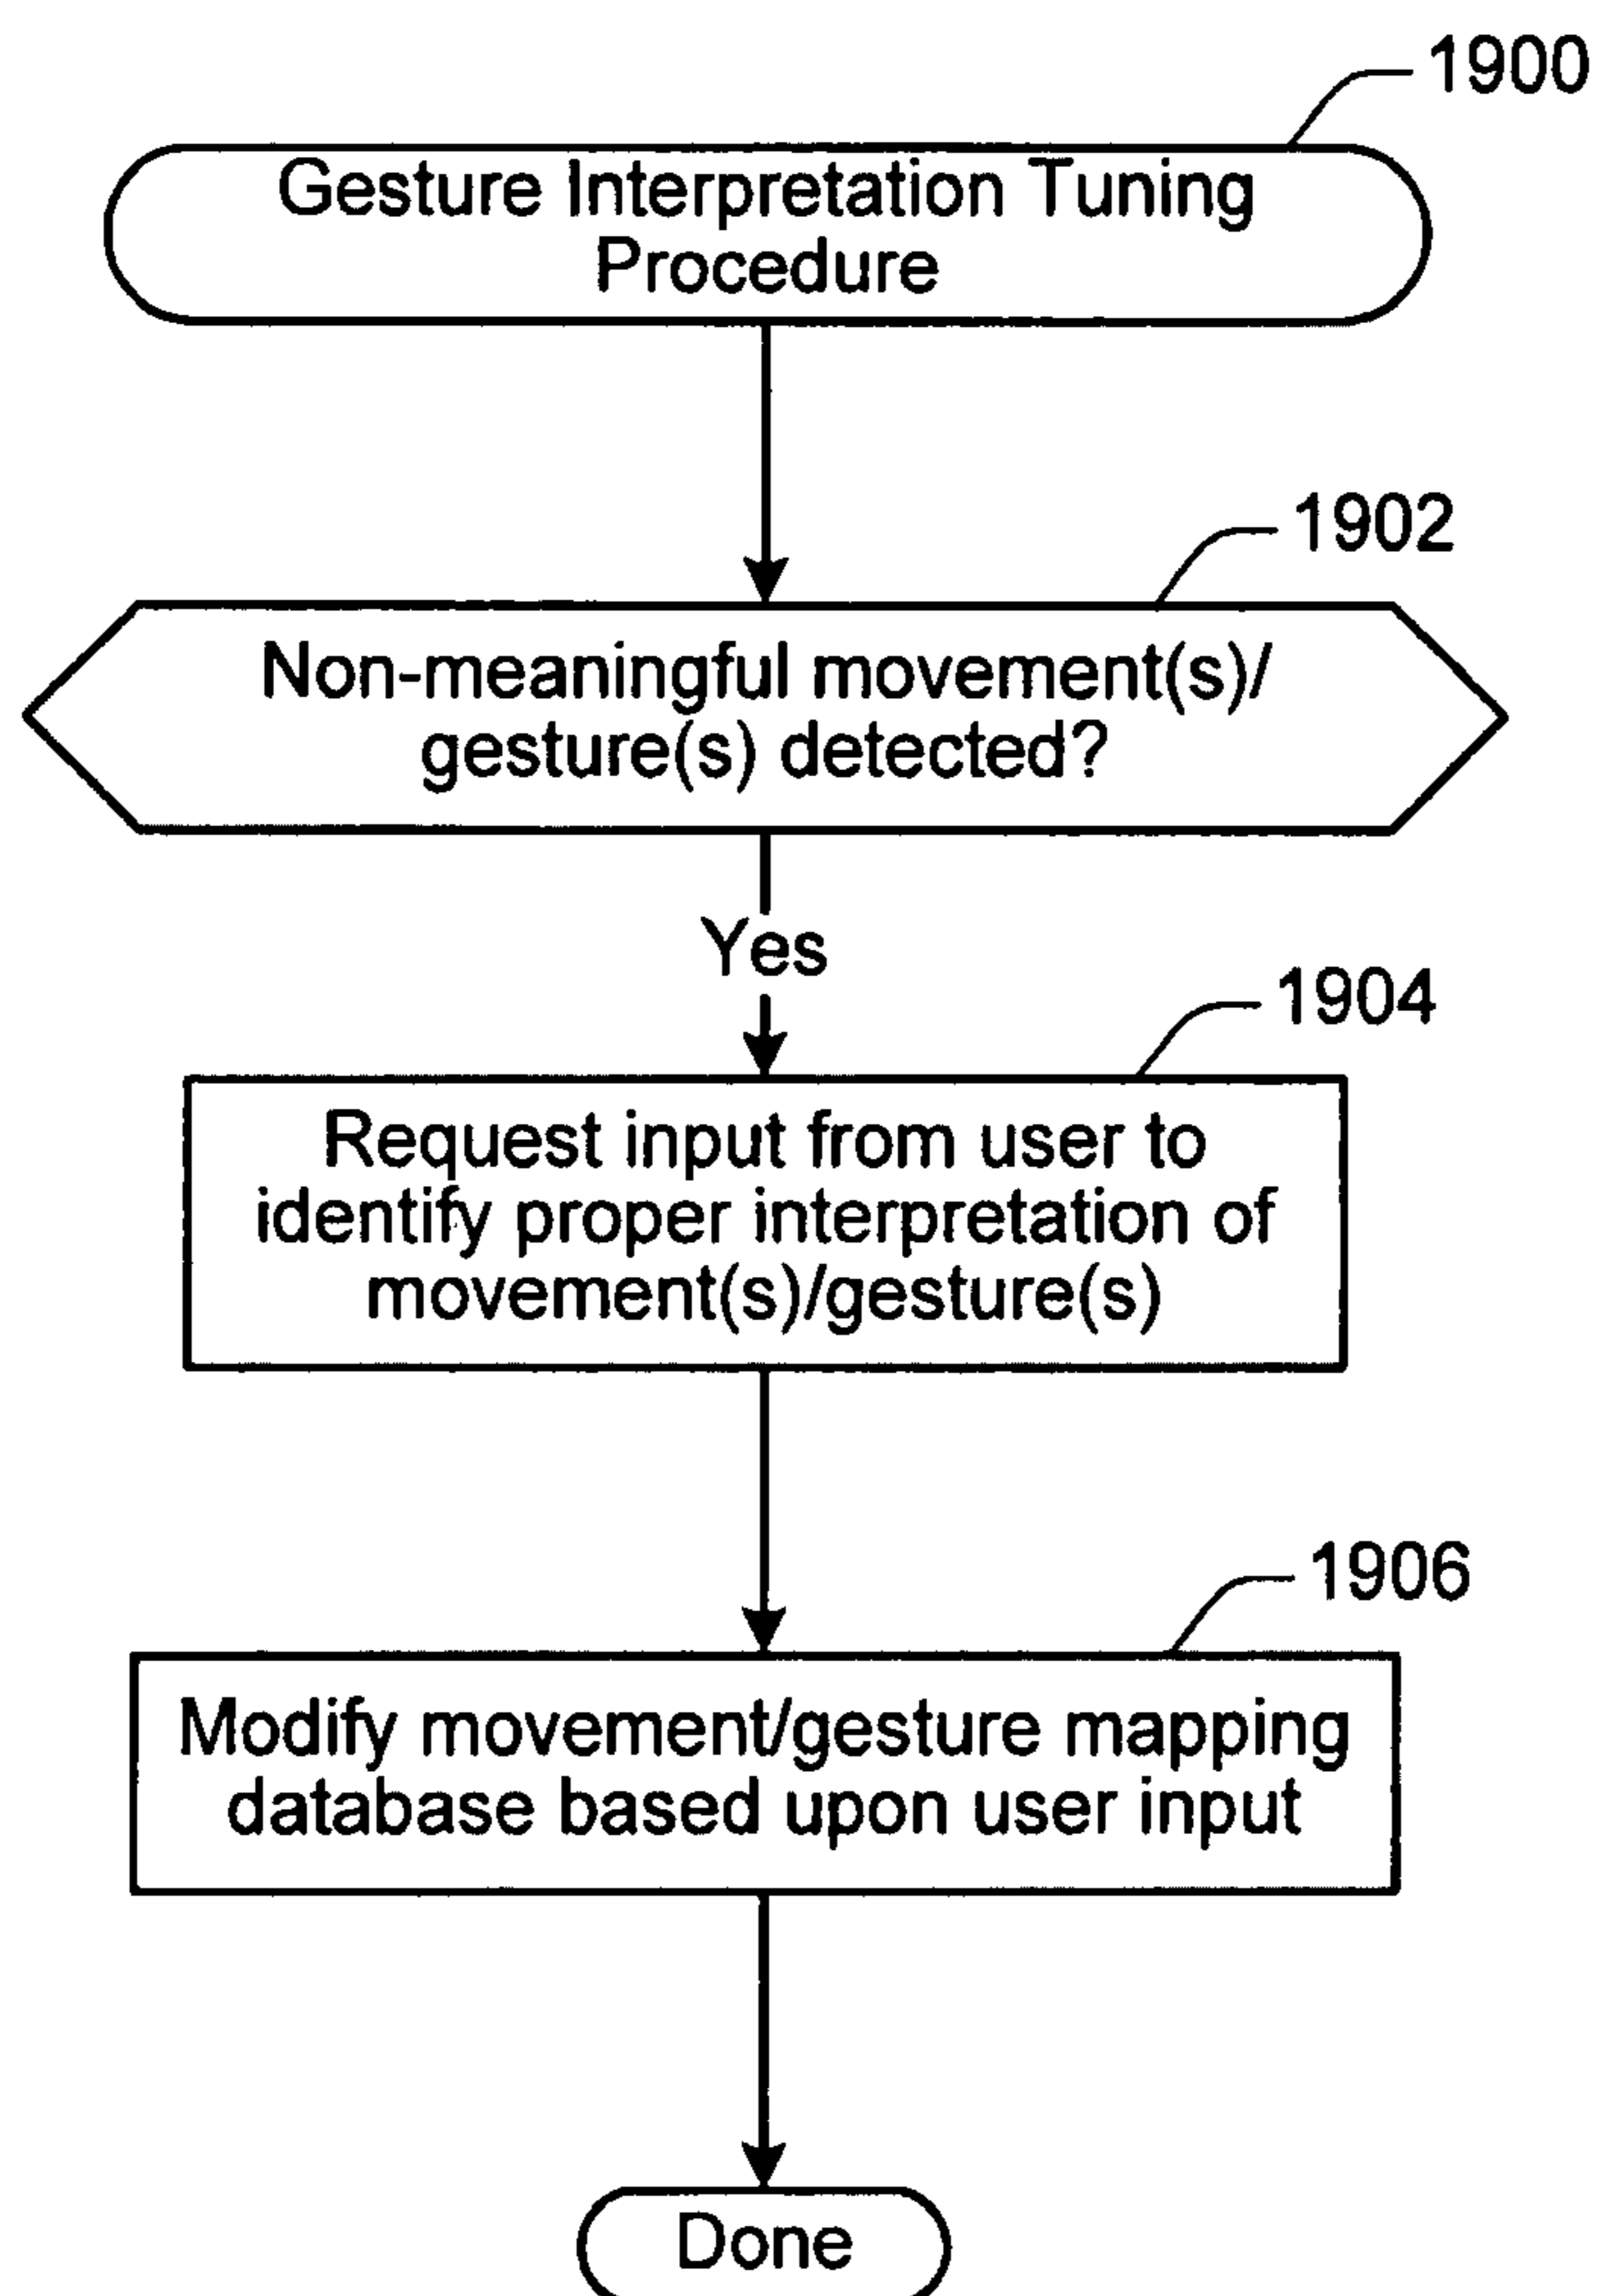 1900
Gesture Interpretation Tuning
Procedure
1902
Non-meaningful movement(s)/
gesture(s) detected?
Yes
1904
Request input from user to
identify proper interpretation of
movement(s)/gesture(s)
1906
Modify movement/gesture mapping
database based upon user input
Done